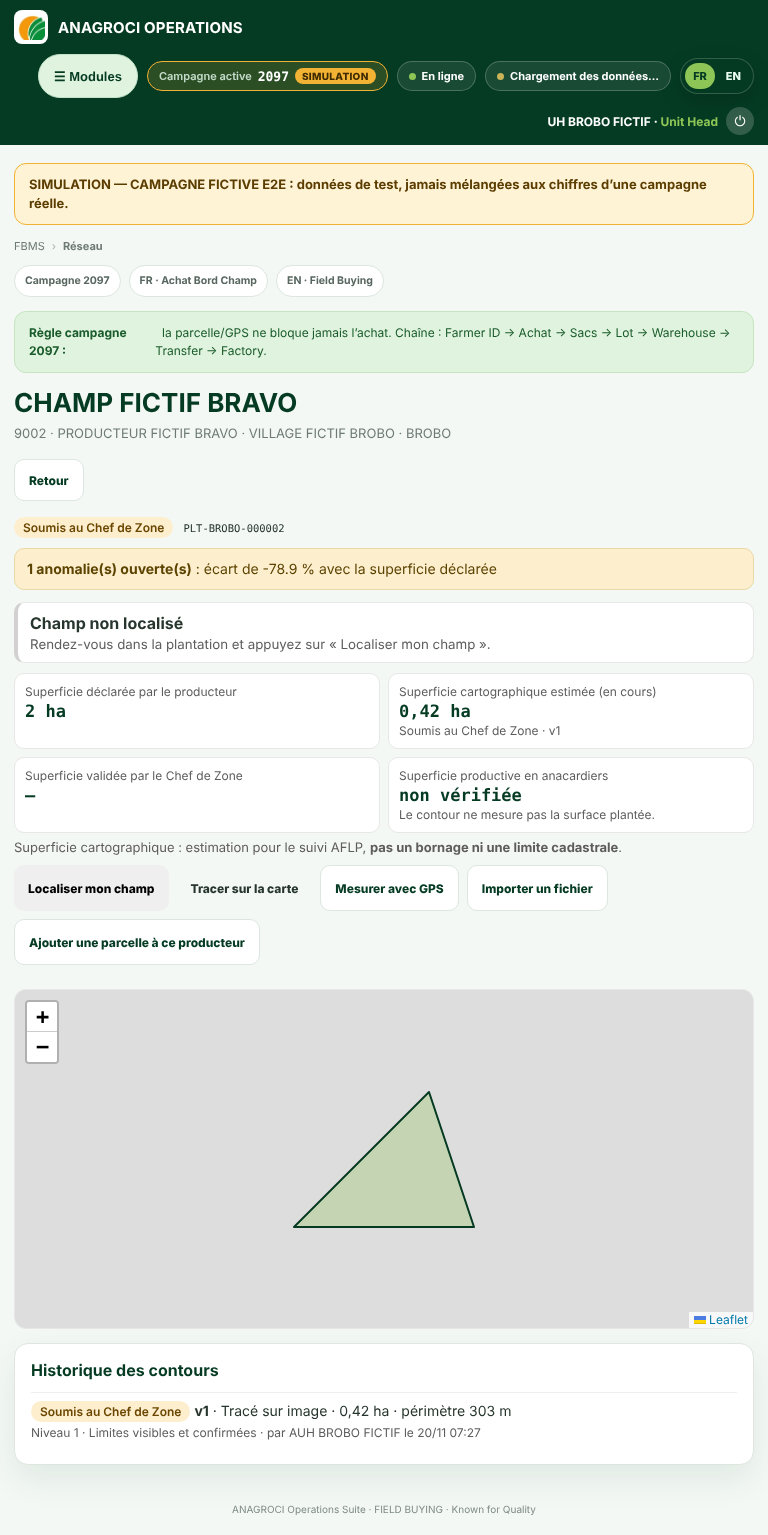 ANAGROCI OPERATIONS
☰ Modules
Campagne active 2097 SIMULATION
En ligne
Chargement des données...
FR EN
UH BROBO FICTIF · Unit Head
SIMULATION — CAMPAGNE FICTIVE E2E : données de test, jamais mélangées aux chiffres d’une campagne
réelle.
FBMS › Réseau
Campagne 2097
FR · Achat Bord Champ
EN · Field Buying
Règle campagne
2097 :
la parcelle/GPS ne bloque jamais l’achat. Chaîne : Farmer ID → Achat → Sacs → Lot → Warehouse →
Transfer → Factory.
CHAMP FICTIF BRAVO
9002 · PRODUCTEUR FICTIF BRAVO · VILLAGE FICTIF BROBO · BROBO
Retour
Soumis au Chef de Zone PLT-BROBO-000002
1 anomalie(s) ouverte(s) : écart de -78.9 % avec la superficie déclarée
Champ non localisé
Rendez-vous dans la plantation et appuyez sur « Localiser mon champ ».
Superficie déclarée par le producteur
2 ha
Superficie cartographique estimée (en cours)
0,42 ha
Soumis au Chef de Zone · v1
Superficie validée par le Chef de Zone
—
Superficie productive en anacardiers
non vérifiée
Le contour ne mesure pas la surface plantée.
Superficie cartographique : estimation pour le suivi AFLP, pas un bornage ni une limite cadastrale.
Localiser mon champ
Tracer sur la carte
Mesurer avec GPS
Importer un fichier
Ajouter une parcelle à ce producteur
+
−
Leaflet
Historique des contours
Soumis au Chef de Zone v1 · Tracé sur image · 0,42 ha · périmètre 303 m
Niveau 1 · Limites visibles et confirmées · par AUH BROBO FICTIF le 20/11 07:27
ANAGROCI Operations Suite · FIELD BUYING · Known for Quality